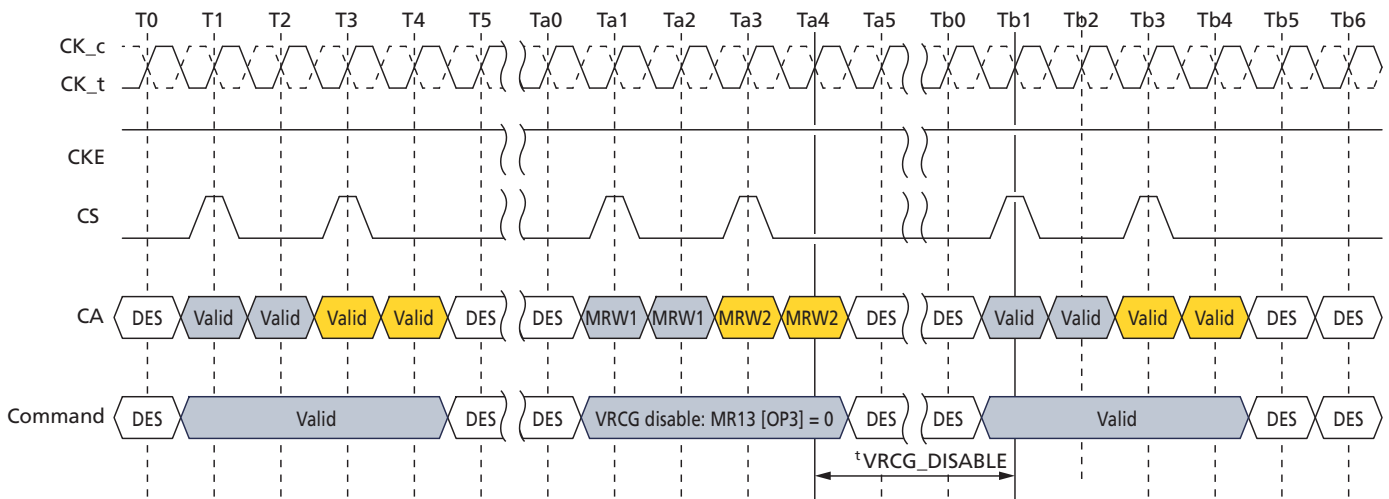 T0 T1 T2 T3 T4 T5 Ta0 Ta1 Ta2 Ta3 Ta4 Ta5 Tb0 Tb1 Tb2 Tb3 Tb4 Tb5 Tb6
CK_c
CK_t
CKE
CS
CA DES Valid Valid Valid Valid DES DES MRW1 MRW1 MRW2 MRW2 DES DES Valid Valid Valid Valid DES DES
Command DES Valid DES DES VRCG disable: MR13 [OP3] = 0 DES DES Valid DES DES
tVRCG_DISABLE